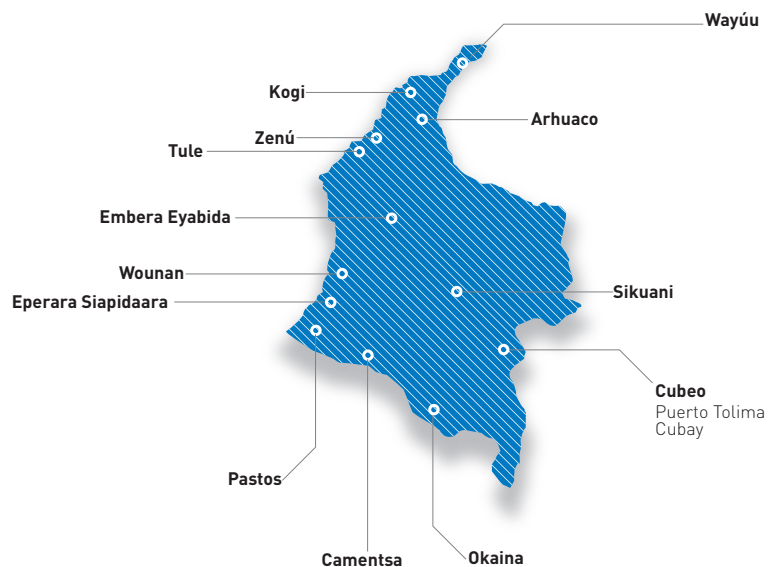 Wayúu
Kogi
Arhuaco
Zenú
Tule
Embera Eyabida
Wounan
Sikuani
Eperara Siapidaara
Cubeo
Puerto Tolima
Cubay
Pastos
Camentsa
Okaina